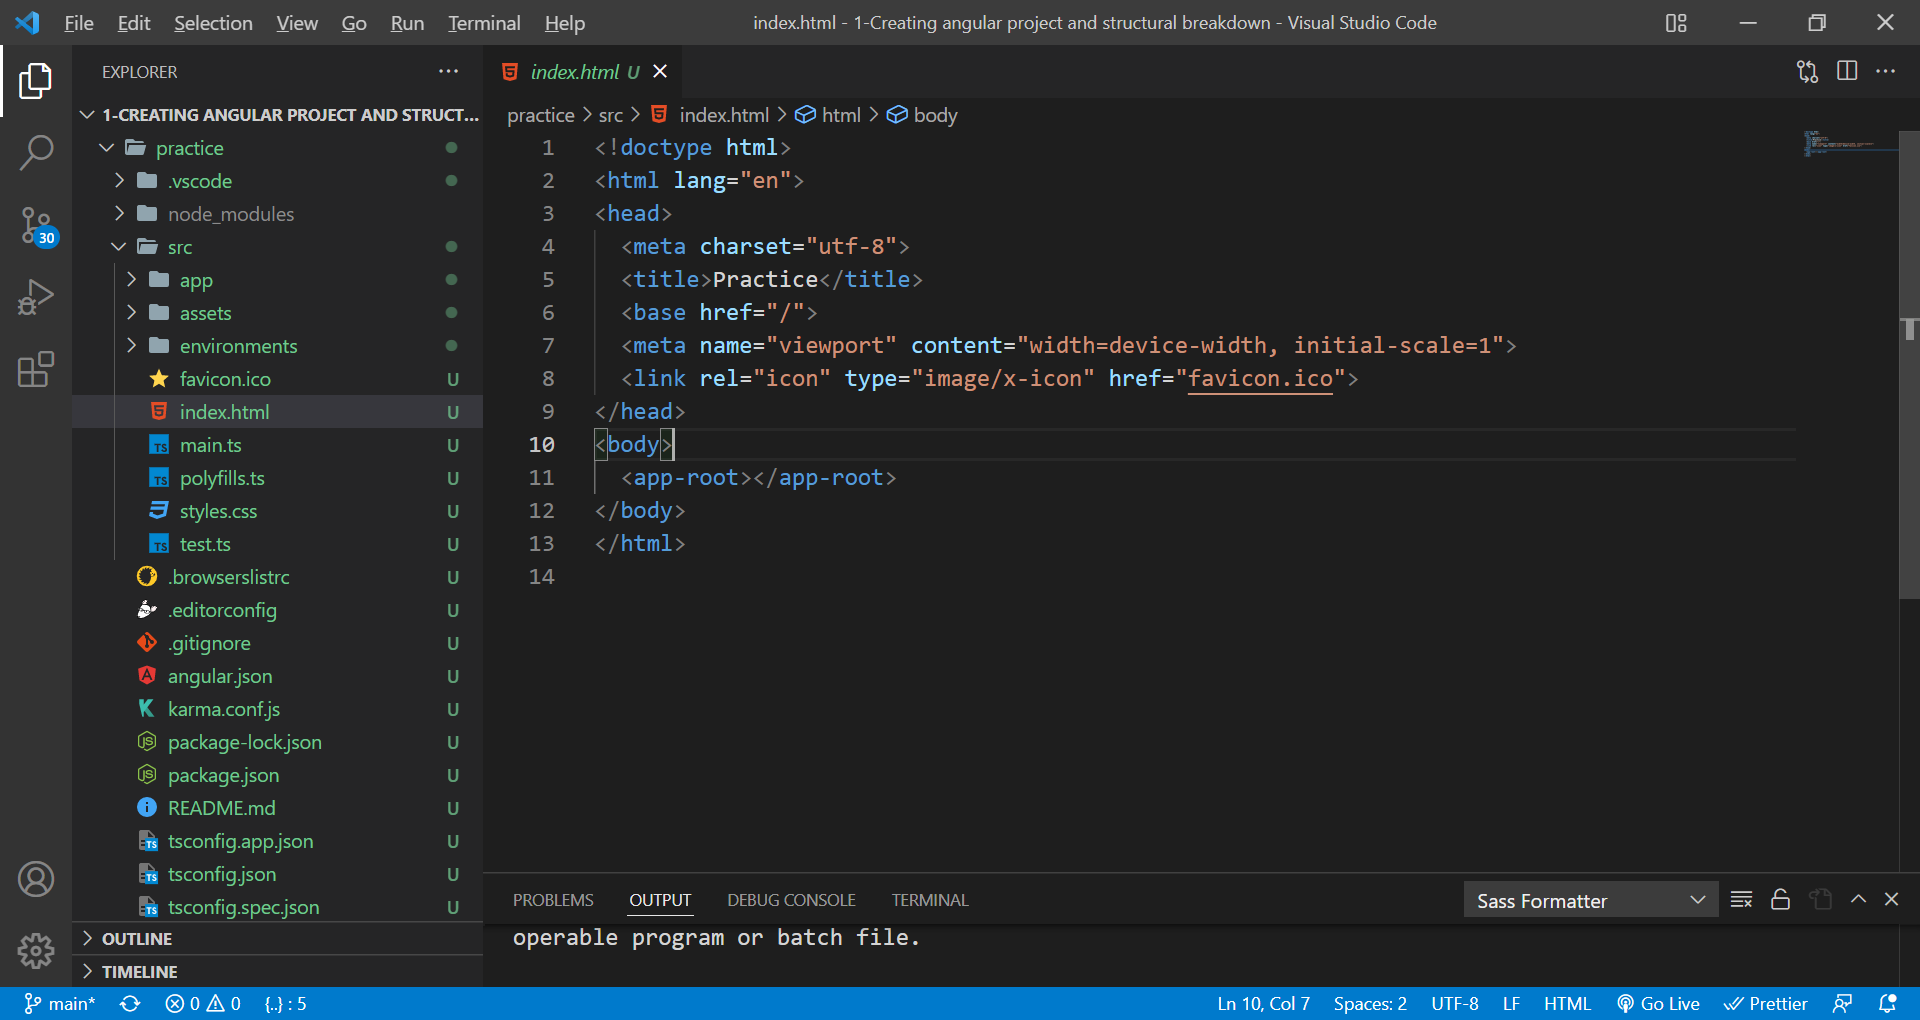 File Edit Selection View Go Run Terminal Help
index.html - 1-Creating angular project and structural breakdown - Visual Studio Code
EXPLORER
1-CREATING ANGULAR PROJECT AND STRUCT...
practice
.vscode
node_modules
src
app
assets
environments
favicon.ico U
index.html U
main.ts U
polyfills.ts U
styles.css U
test.ts U
.browserslistrc U
.editorconfig U
.gitignore U
angular.json U
karma.conf.js U
package-lock.json U
package.json U
README.md U
tsconfig.app.json U
tsconfig.json U
tsconfig.spec.json U
OUTLINE
TIMELINE
30
index.html U
practice > src > index.html > html > body
1 <!doctype html>
2 <html lang="en">
3 <head>
4 <meta charset="utf-8">
5 <title>Practice</title>
6 <base href="/">
7 <meta name="viewport" content="width=device-width, initial-scale=1">
8 <link rel="icon" type="image/x-icon" href="favicon.ico">
9 </head>
10 <body>
11 <app-root></app-root>
12 </body>
13 </html>
14
PROBLEMS OUTPUT DEBUG CONSOLE TERMINAL
Sass Formatter
operable program or batch file.
main* 0 0 {..} : 5
Ln 10, Col 7 Spaces: 2 UTF-8 LF HTML Go Live Prettier